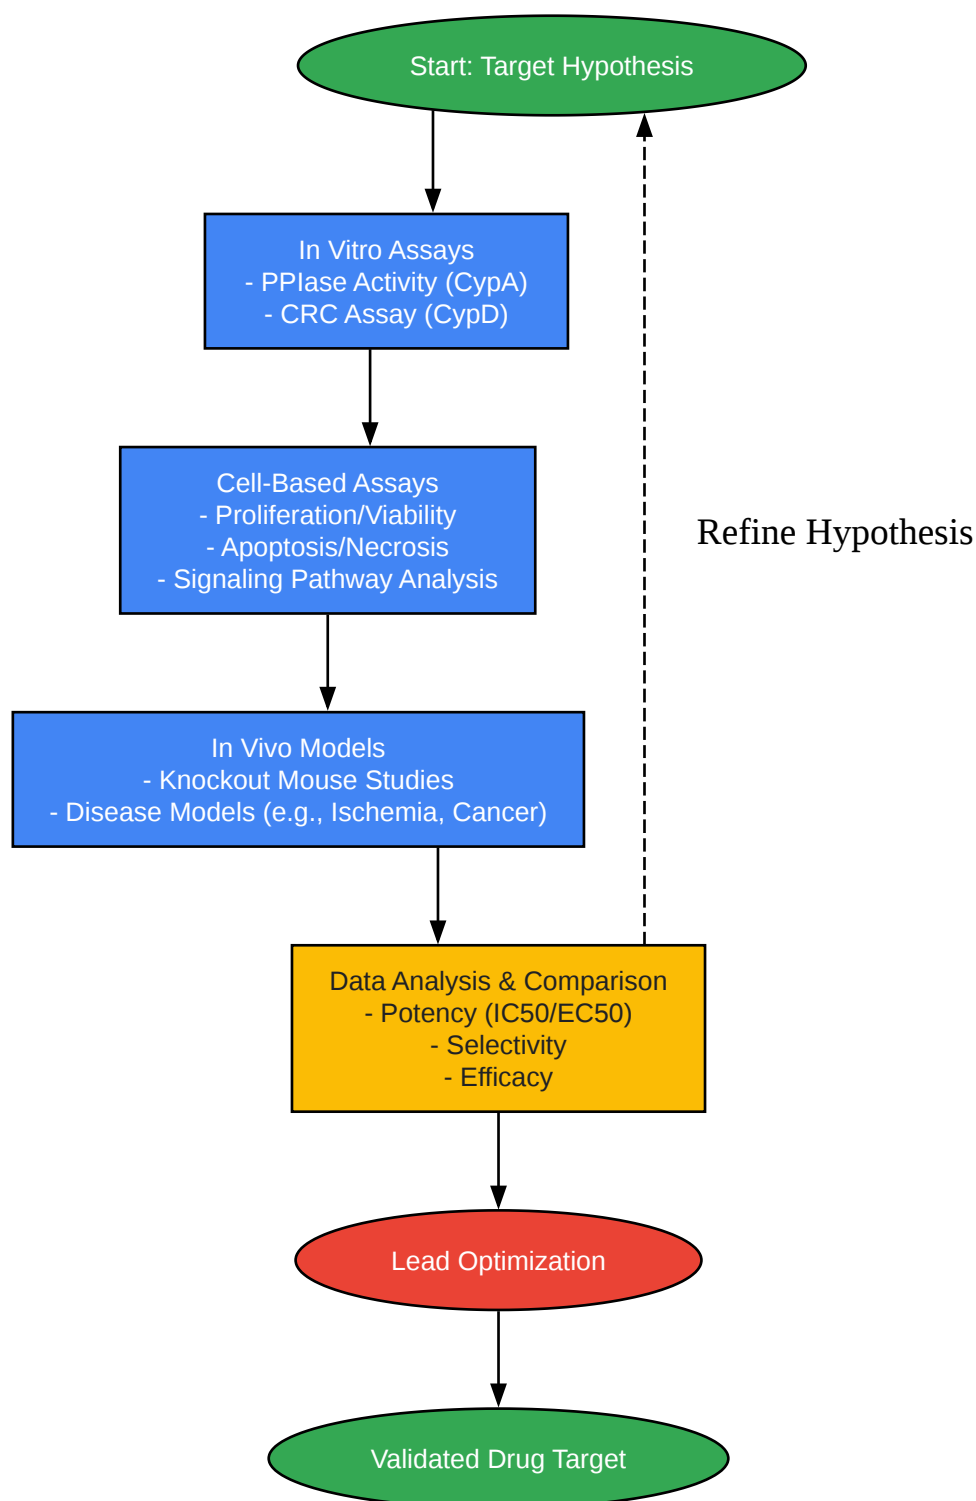 Start: Target Hypothesis
In Vitro Assays
- PPIase Activity (CypA)
- CRC Assay (CypD)
Cell-Based Assays
- Proliferation/Viability
- Apoptosis/Necrosis
- Signaling Pathway Analysis
Refine Hypothesis
In Vivo Models
- Knockout Mouse Studies
- Disease Models (e.g., Ischemia, Cancer)
Data Analysis & Comparison
- Potency (IC50/EC50)
- Selectivity
- Efficacy
Lead Optimization
Validated Drug Target